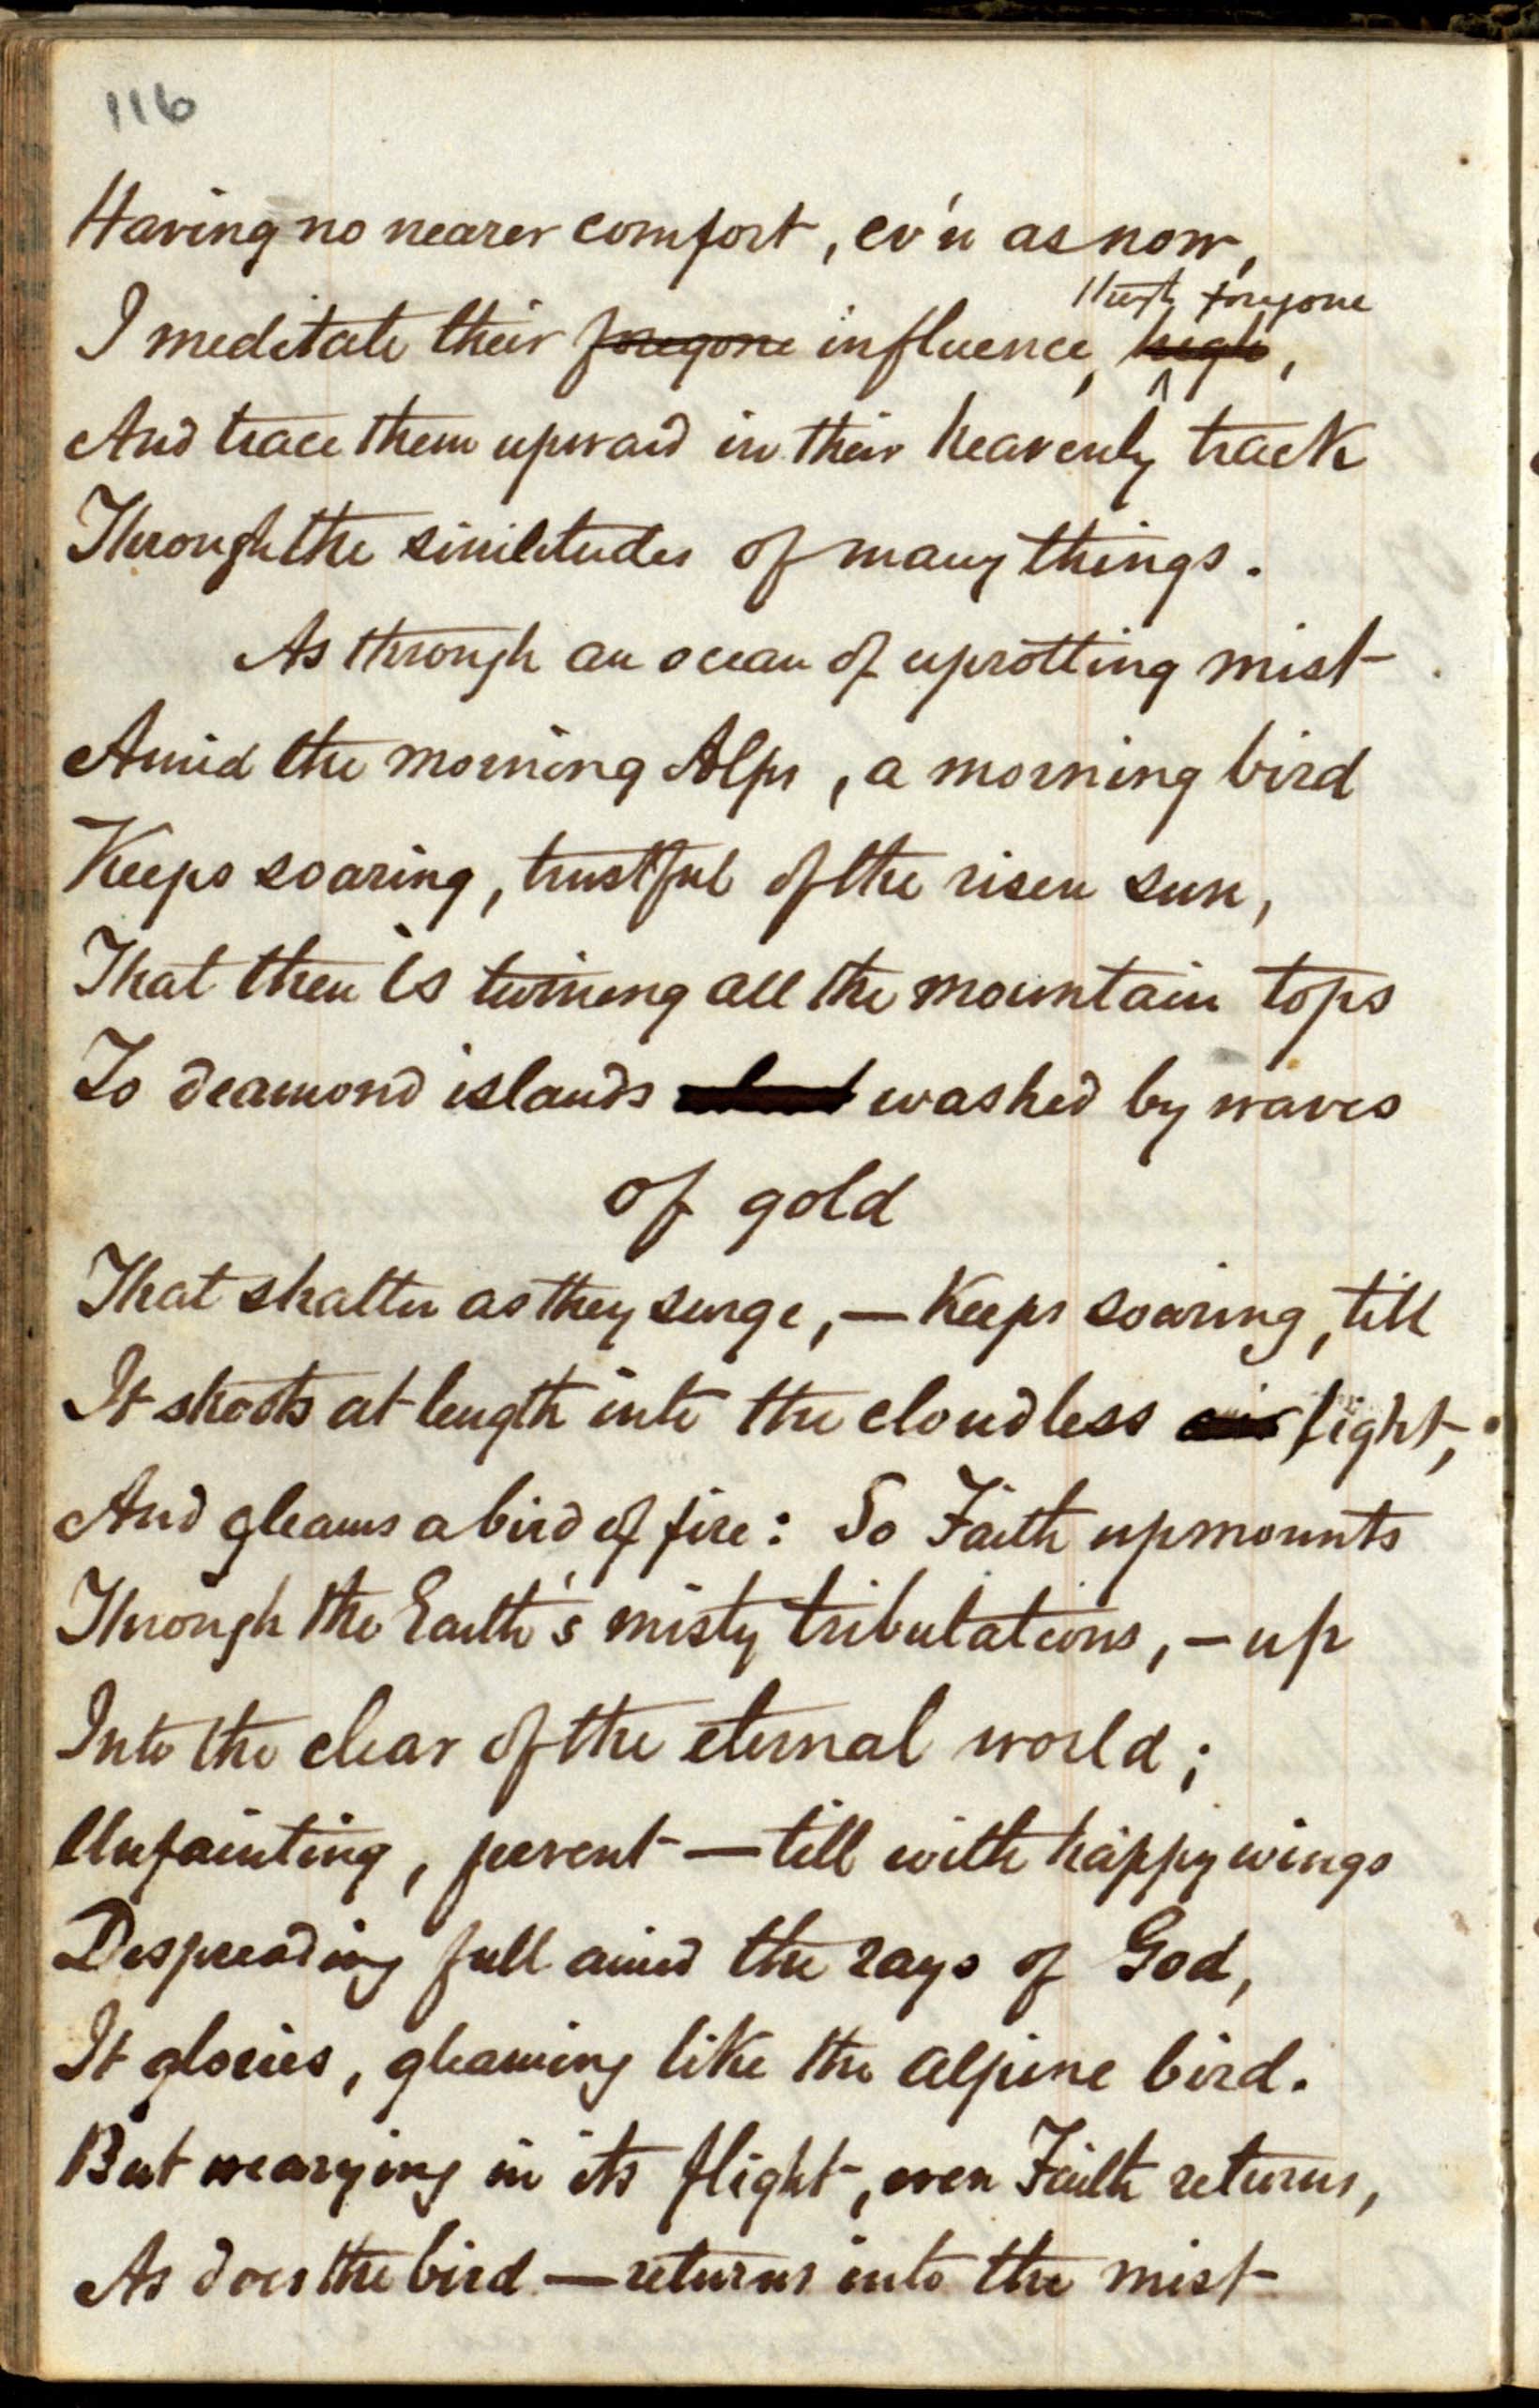 116
Having no nearer comfort, ev'n as now,
thus foregone
I meditate their foregone influence, high,
And trace them upward in their heavenly track
Through the similitudes of many things.
As through an ocean of uprotting mist
Amid the morning Alps, a morning bird
Keeps soaring, trustful of the risen sun,
That then is turining all the mountain tops
To deamond islands washed by waves
of gold
That shatter as they surge, — Keeps soaring, till
It shoots at length into the cloudless air light,
And gleams a bird of fire: So Faith upmounts
Through the Earth's misty tribulations, — up
Into the clear of the eternal world;
Unfainting, fervent — till with happy wings
Despreading full amid the rays of God,
It glories, gleaming like the alpine bird.
But wearying in its flight, even Faith returns,
As does the bird — returns into the mist